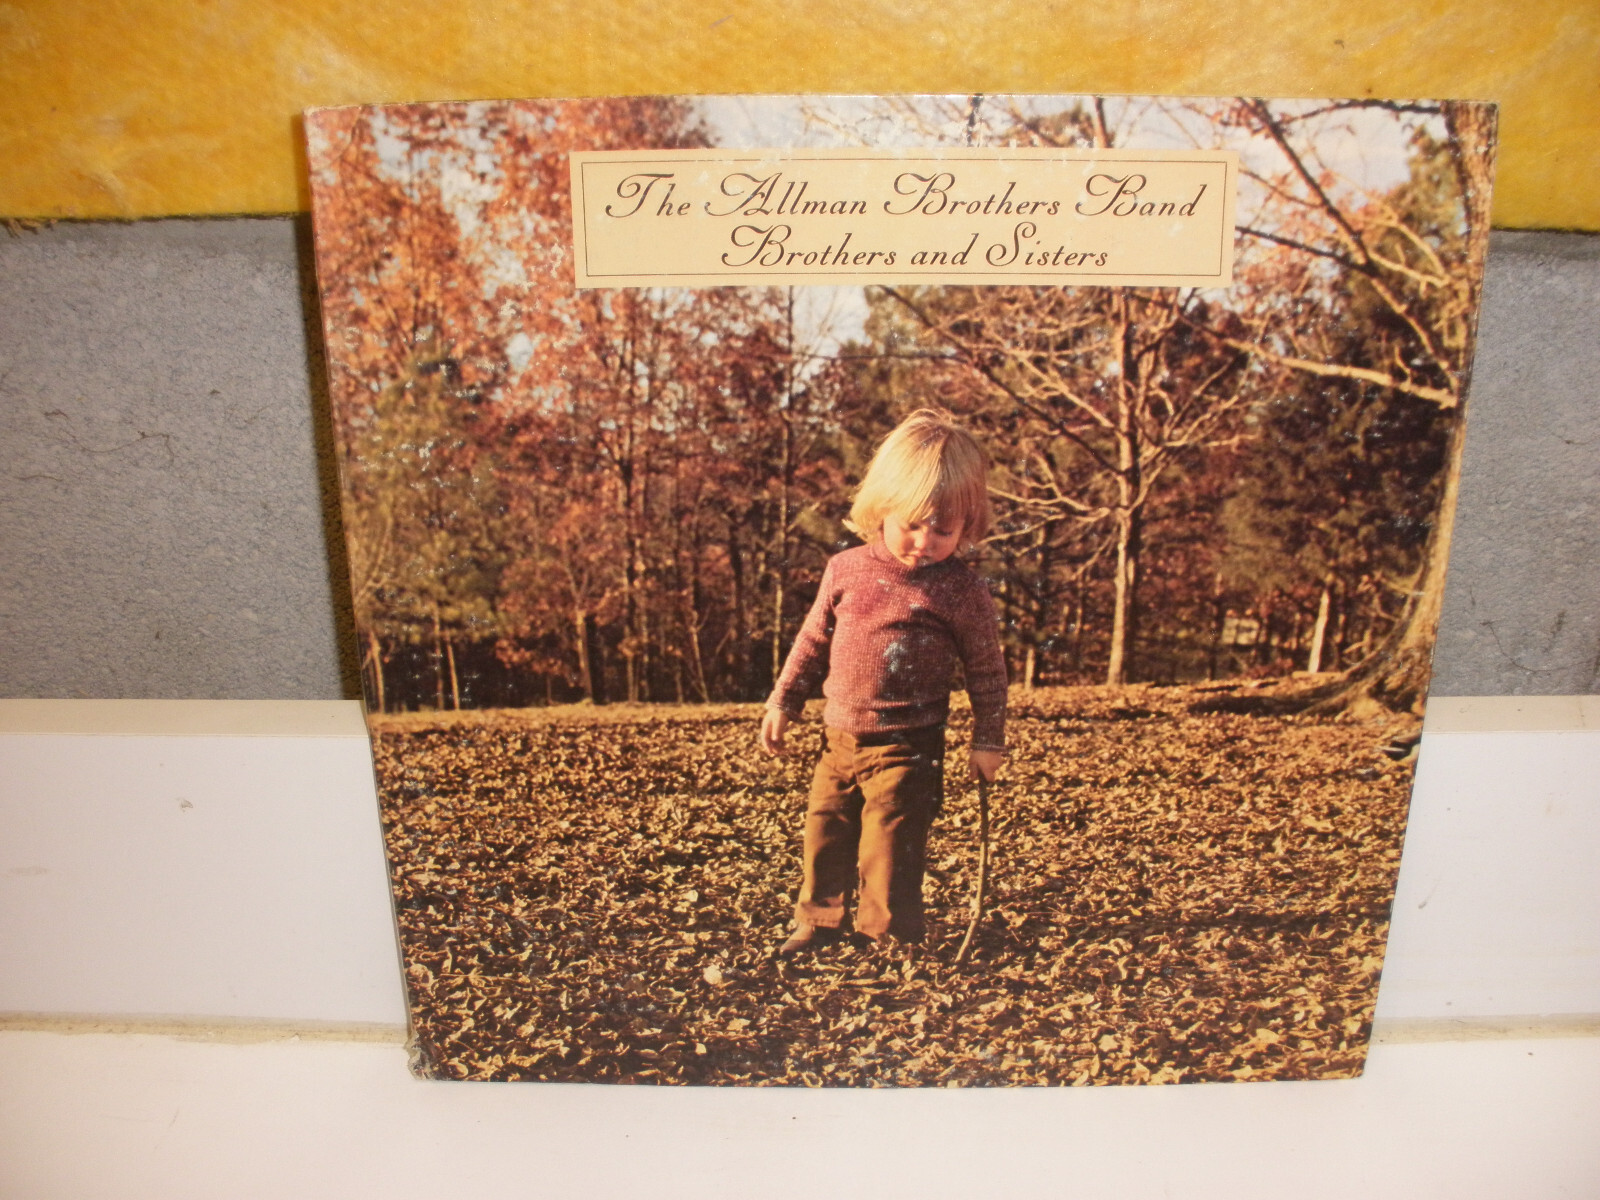 The Allman Brothers Band
Brothers and Sisters